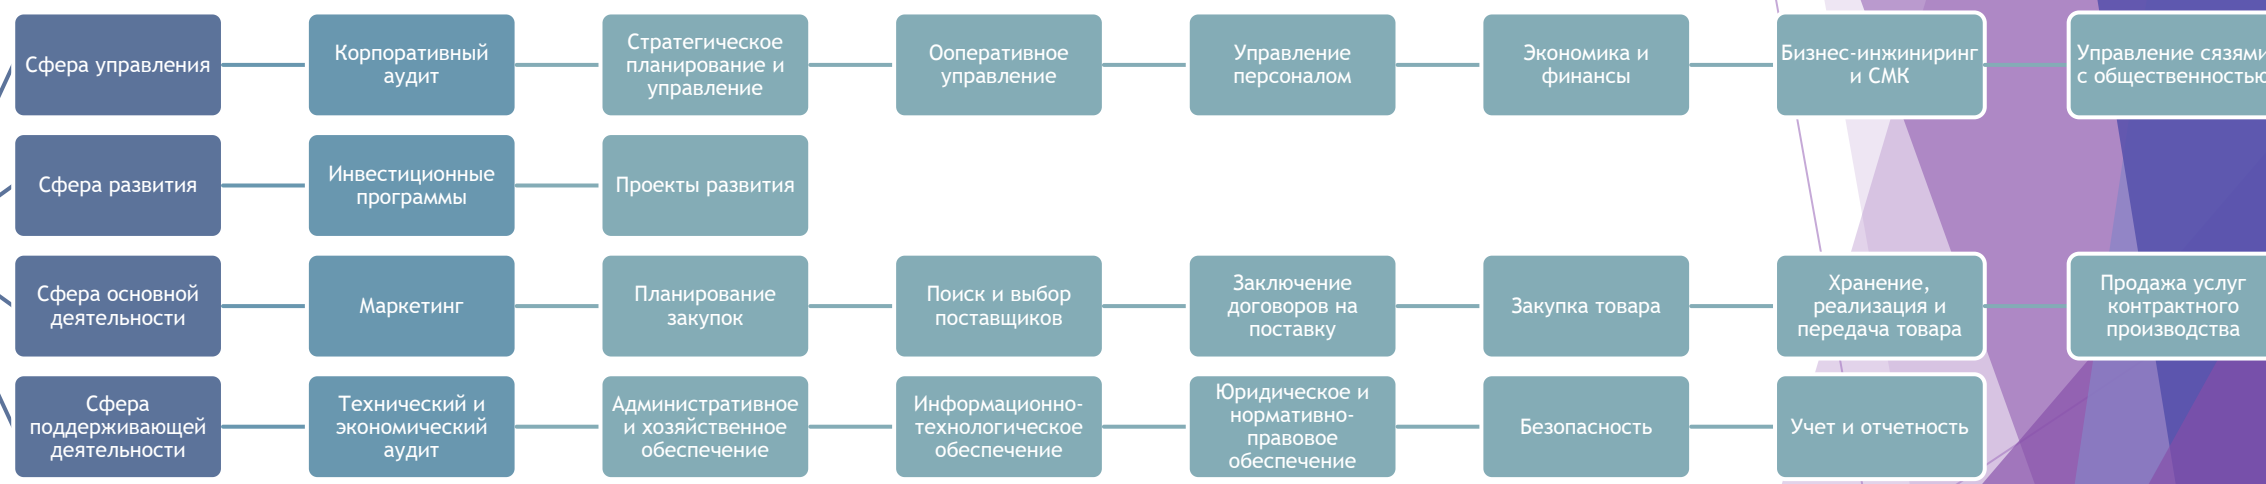 Сфера управления
Корпоративный
аудит
Стратегическое
планирование и
управление
Ооперативное
управление
Управление
персоналом
Экономика и
финансы
Бизнес-инжиниринг
и СМК
Управление сязями
с общественностью
Сфера развития
Инвестиционные
программы
Проекты развития
Сфера основной
деятельности
Маркетинг
Планирование
закупок
Поиск и выбор
поставщиков
Заключение
договоров на
поставку
Закупка товара
Хранение,
реализация и
передача товара
Продажа услуг
контрактного
производства
Сфера
поддерживающей
деятельности
Технический и
экономический
аудит
Административное
и хозяйственное
обеспечение
Информационно-
технологическое
обеспечение
Юридическое и
нормативно-
правовое
обеспечение
Безопасность
Учет и отчетность